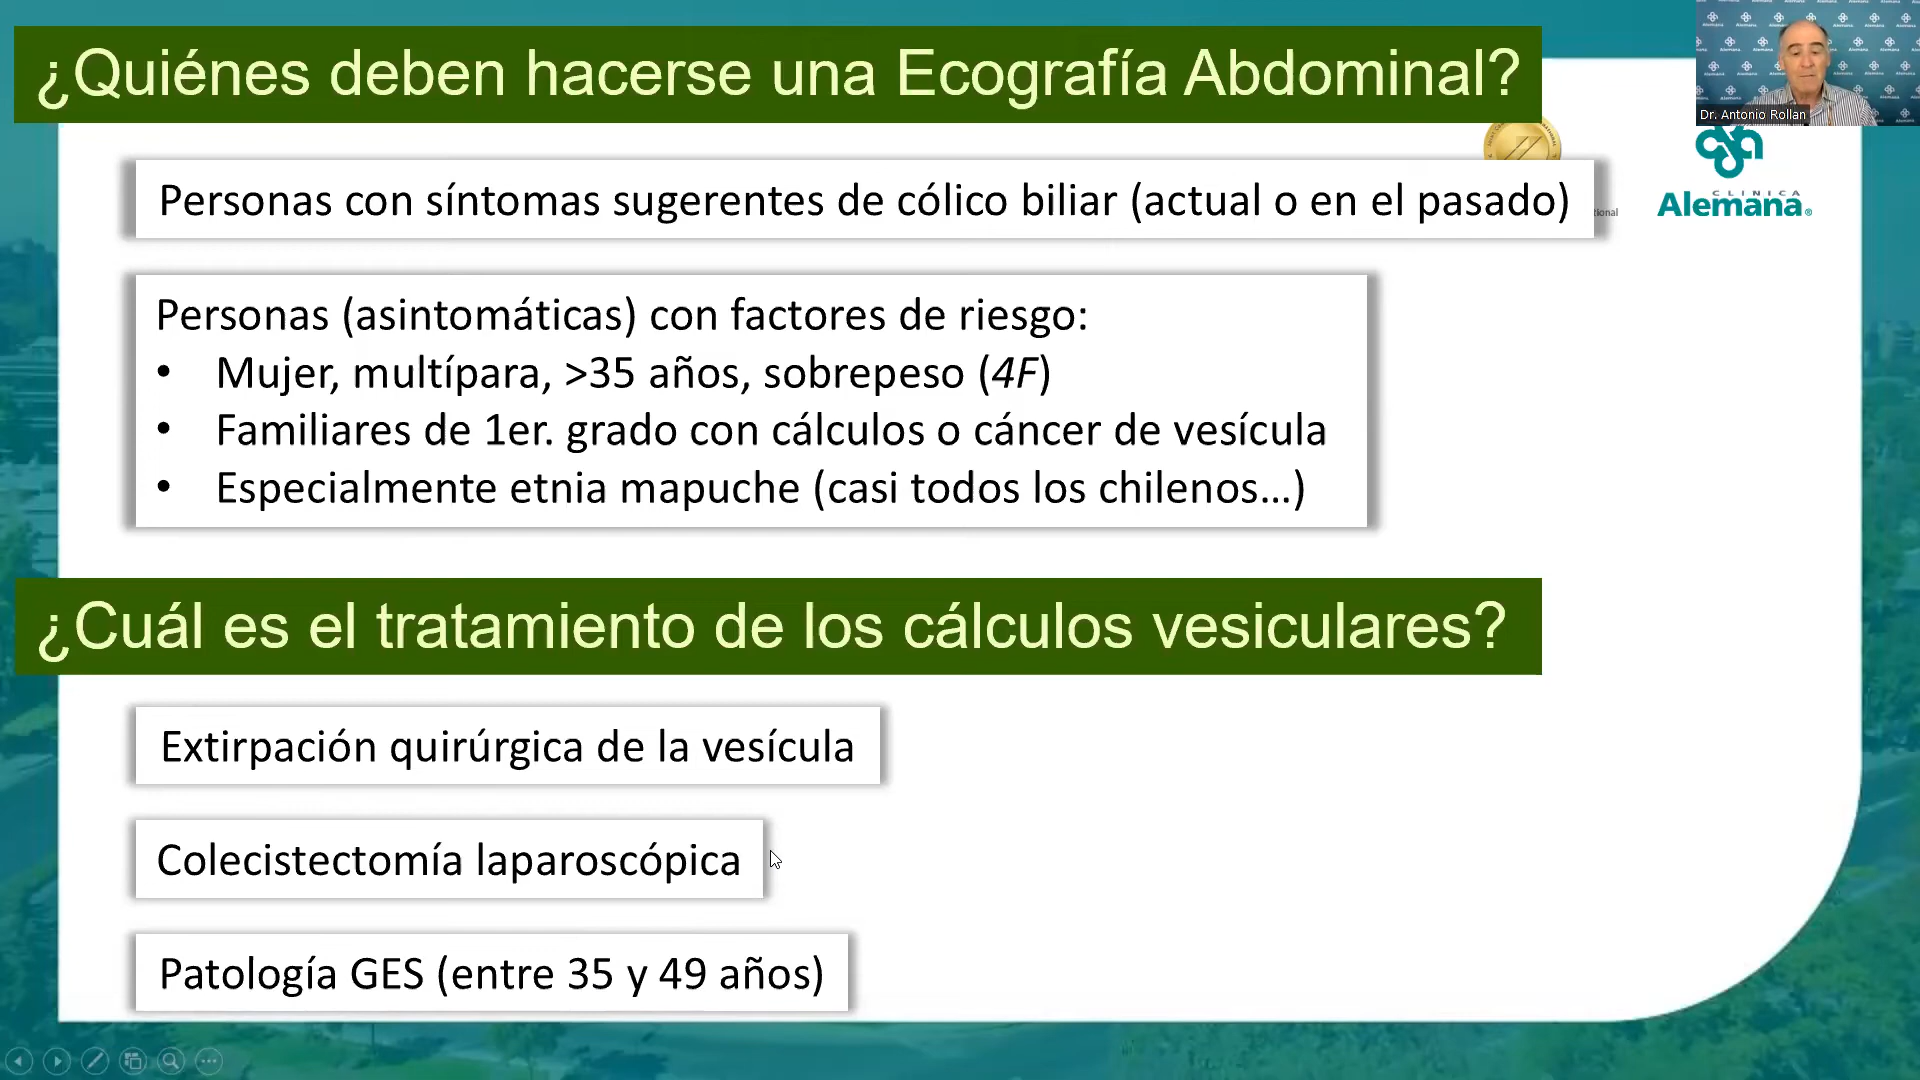 ¿Quiénes deben hacerse una Ecografía Abdominal?
Dr. Antonio Rollan
Personas con síntomas sugerentes de cólico biliar (actual o en el pasado)
CLINICA
Alemana®
Personas (asintomáticas) con factores de riesgo:
• Mujer, multípara, >35 años, sobrepeso (4F)
• Familiares de 1er. grado con cálculos o cáncer de vesícula
• Especialmente etnia mapuche (casi todos los chilenos…)
¿Cuál es el tratamiento de los cálculos vesiculares?
Extirpación quirúrgica de la vesícula
Colecistectomía laparoscópica
Patología GES (entre 35 y 49 años)